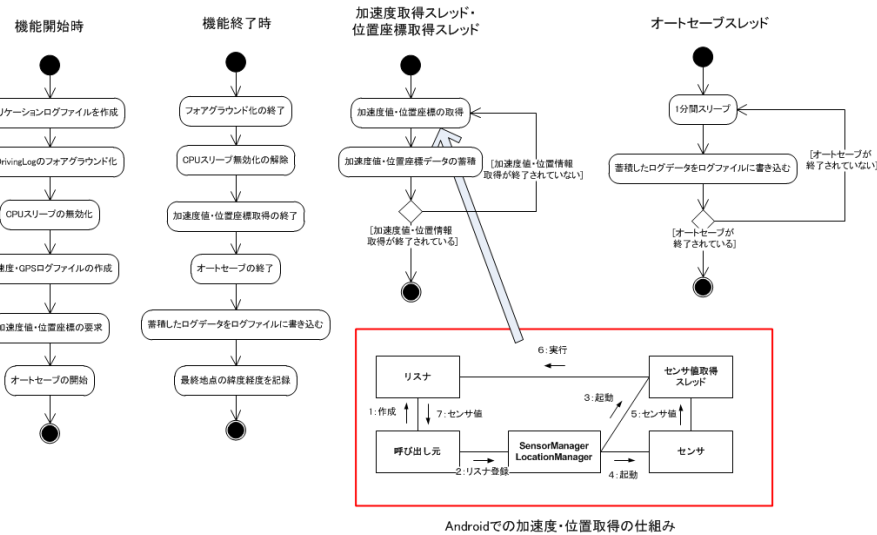 機能開始時
リケーションログファイルを作成
DrivingLogのフォアグラウンド化
CPUスリープの無効化
速度・GPSログファイルの作成
加速度値・位置座標の要求
オートセーブの開始
機能終了時
フォアグラウンド化の終了
CPUスリープ無効化の解除
加速度値・位置座標取得の終了
オートセーブの終了
蓄積したログデータをログファイルに書き込む
最終地点の緯度経度を記録
加速度取得スレッド・
位置座標取得スレッド
加速度値・位置座標の取得
加速度値・位置座標データの蓄積
[加速度値・位置情報
取得が終了されていない]
[加速度値・位置情報
取得が終了されている]
オートセーブスレッド
1分間スリープ
蓄積したログデータをログファイルに書き込む
[オートセーブが
終了されていない]
[オートセーブが
終了されている]
6:実行
リスナ
センサ値取得
スレッド
3:起動
1:作成
7:センサ値
5:センサ値
呼び出し元
SensorManager
LocationManager
センサ
2:リスナ登録
4:起動
Androidでの加速度・位置取得の仕組み